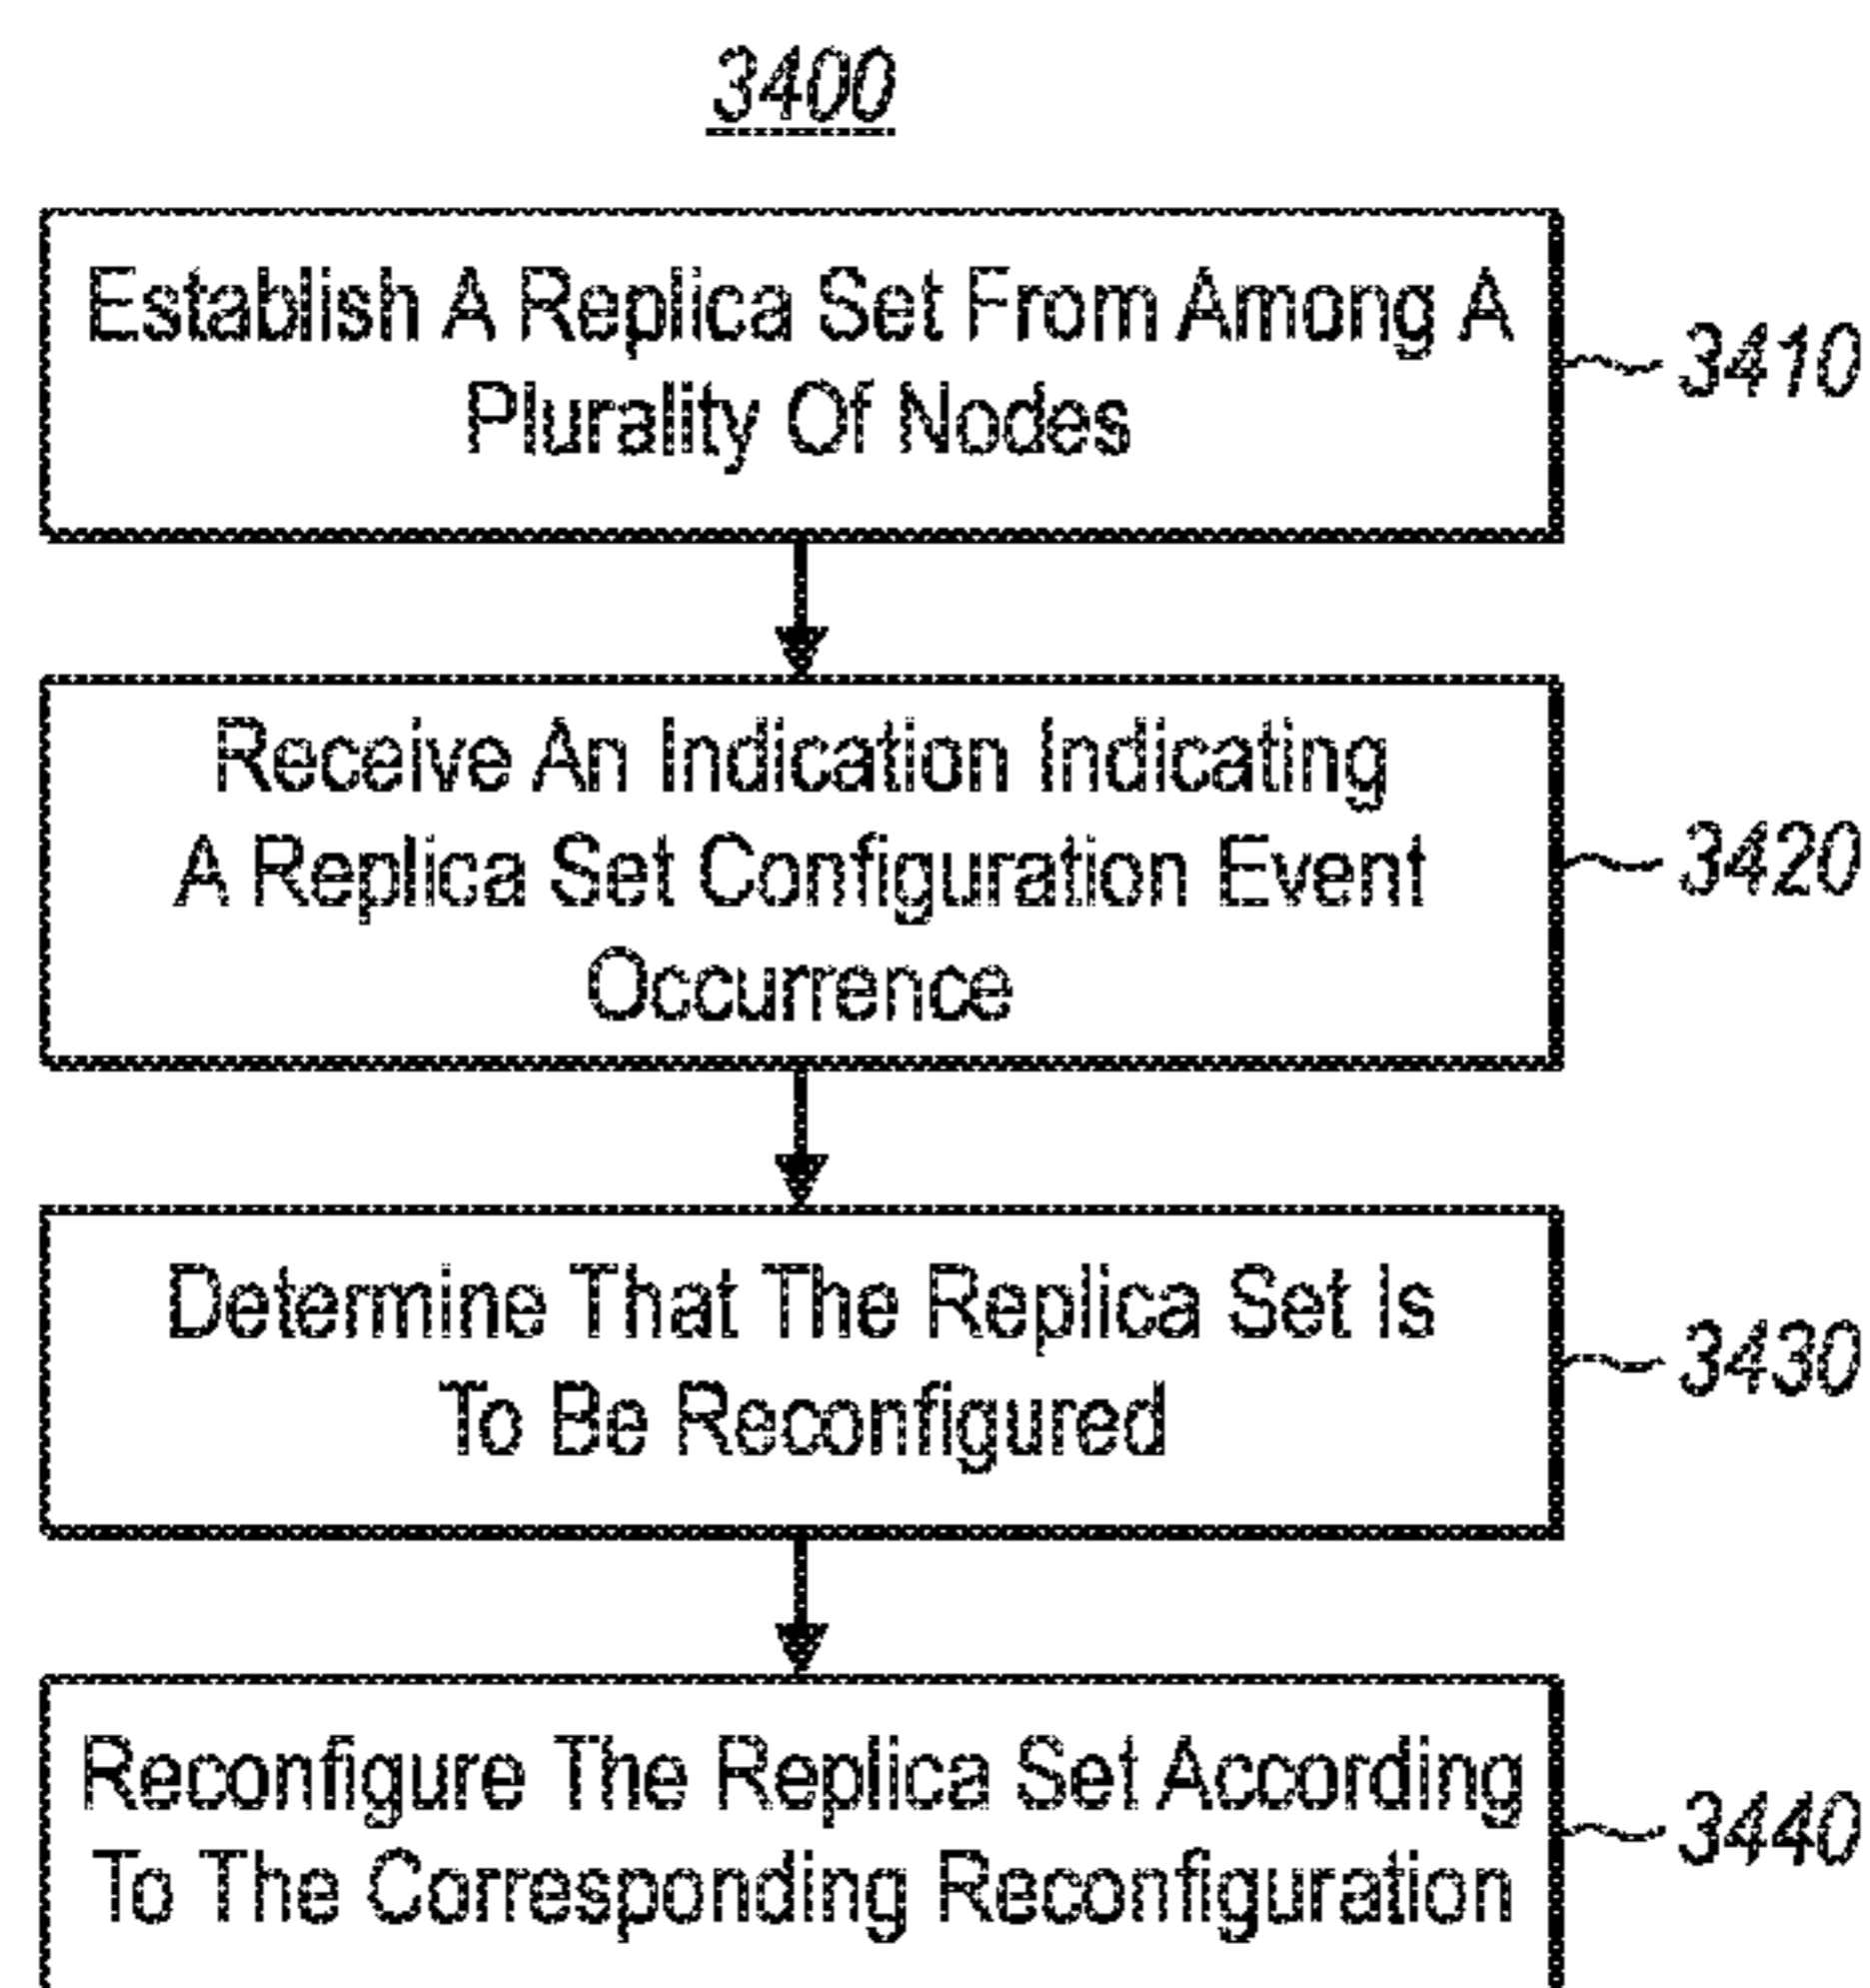 3400
Establish A Replica Set From Among A
Plurality Of Nodes
3410
Receive An Indication Indicating
A Replica Set Configuration Event
Occurrence
3420
Determine That The Replica Set Is
To Be Reconfigured
3430
Reconfigure The Replica Set According
To The Corresponding Reconfiguration
3440